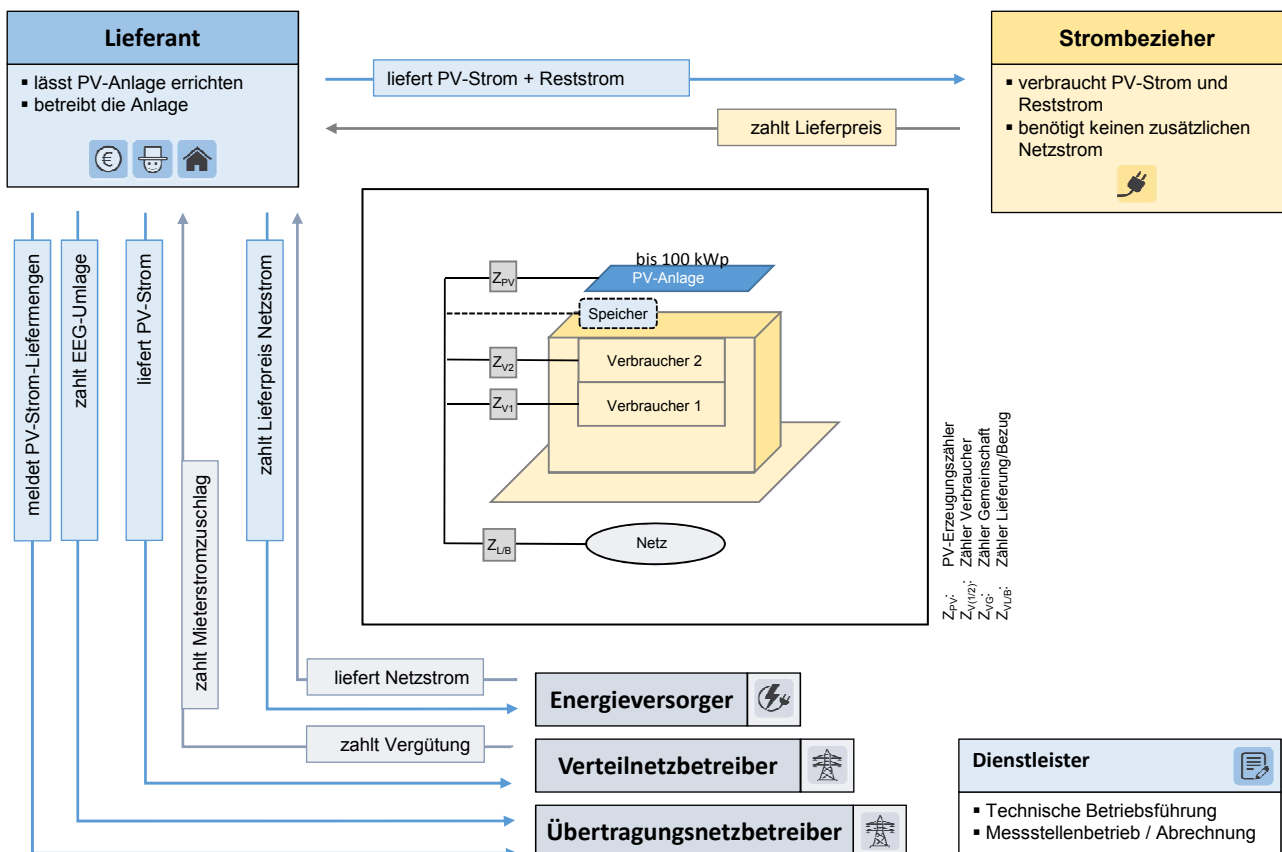 Lieferant
▪ lässt PV-Anlage errichten
▪ betreibt die Anlage
€
liefert PV-Strom + Reststrom
zahlt Lieferpreis
Strombezieher
▪ verbraucht PV-Strom und
Reststrom
▪ benötigt keinen zusätzlichen
Netzstrom
meldet PV-Strom-Liefermengen
zahlt EEG-Umlage
liefert PV-Strom
zahlt Mieterstromzuschlag
zahlt Lieferpreis Netzstrom
bis 100 kWp
PV-Anlage
Z_PV
Speicher
Z_V2
Verbraucher 2
Z_V1
Verbraucher 1
Z_L/B
Netz
Z_PV: PV-Erzeugungszähler
Z_V(1/2): Zähler Verbraucher
Z_VG: Zähler Gemeinschaft
Z_VL/B: Zähler Lieferung/Bezug
liefert Netzstrom
Energieversorger
zahlt Vergütung
Verteilnetzbetreiber
Übertragungsnetzbetreiber
Dienstleister
▪ Technische Betriebsführung
▪ Messstellenbetrieb / Abrechnung